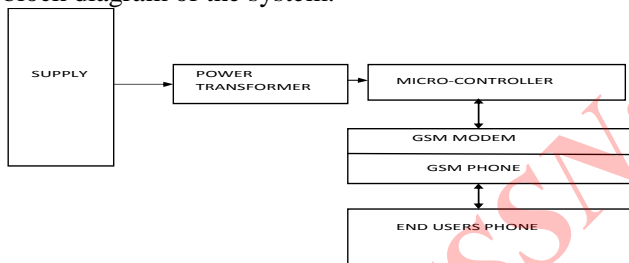 block diagram of the system.
SUPPLY
POWER
TRANSFORMER
MICRO-CONTROLLER
GSM MODEM
GSM PHONE
END USERS PHONE